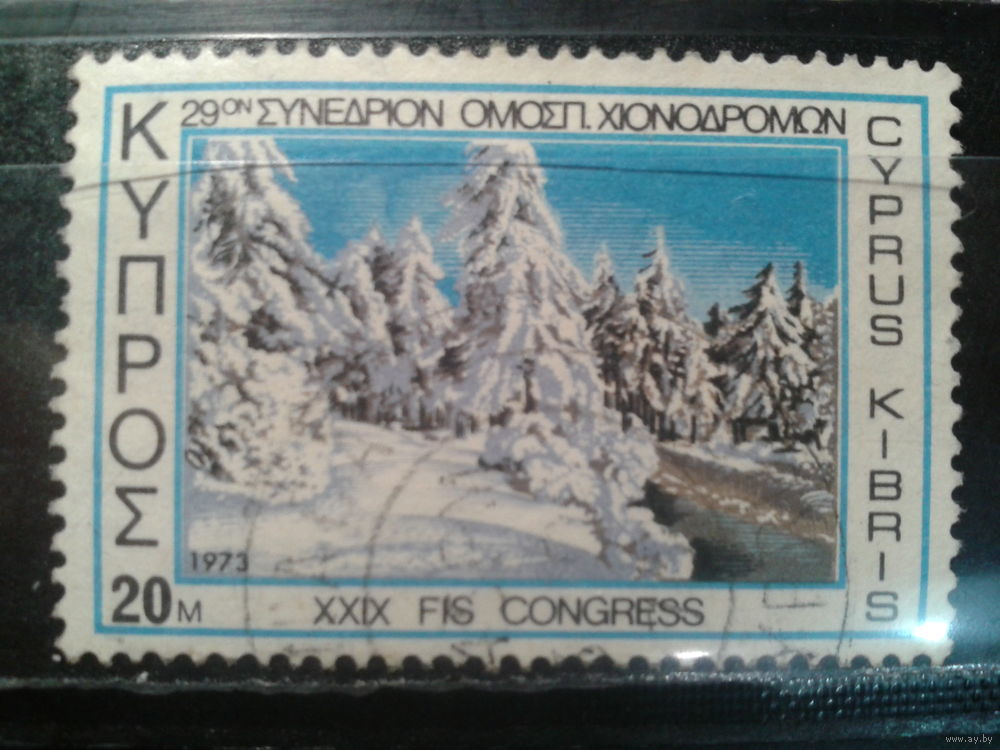 29ΟΝ ΣΥΝΕΔΡΙΟΝ ΟΜΟΣΠ. ΧΙΟΝΟΔΡΟΜΩΝ
ΚΥΠΡΟΣ
CYPRUS KIBRIS
1973
20M
XXIX FIS CONGRESS
www.ay.by